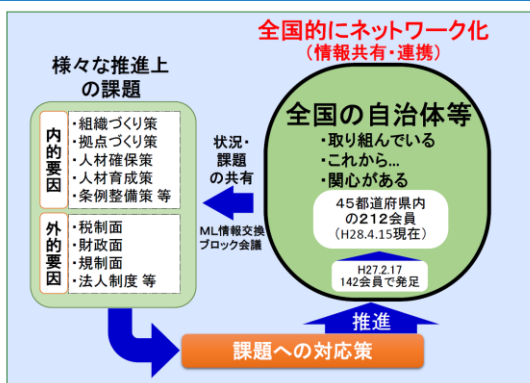 全国的にネットワーク化
(情報共有・連携)
様々な推進上
の課題
内的要因
・組織づくり策
・拠点づくり策
・人材確保策
・人材育成策
・条例整備策 等
外的要因
・税制面
・財政面
・規制面
・法人制度 等
状況・
課題
の共有
ML情報交換
ブロック会議
全国の自治体等
・取り組んでいる
・これから…
・関心がある
45都道府県内
の212会員
(H28.4.15現在)
H27.2.17
142会員で発足
推進
課題への対応策